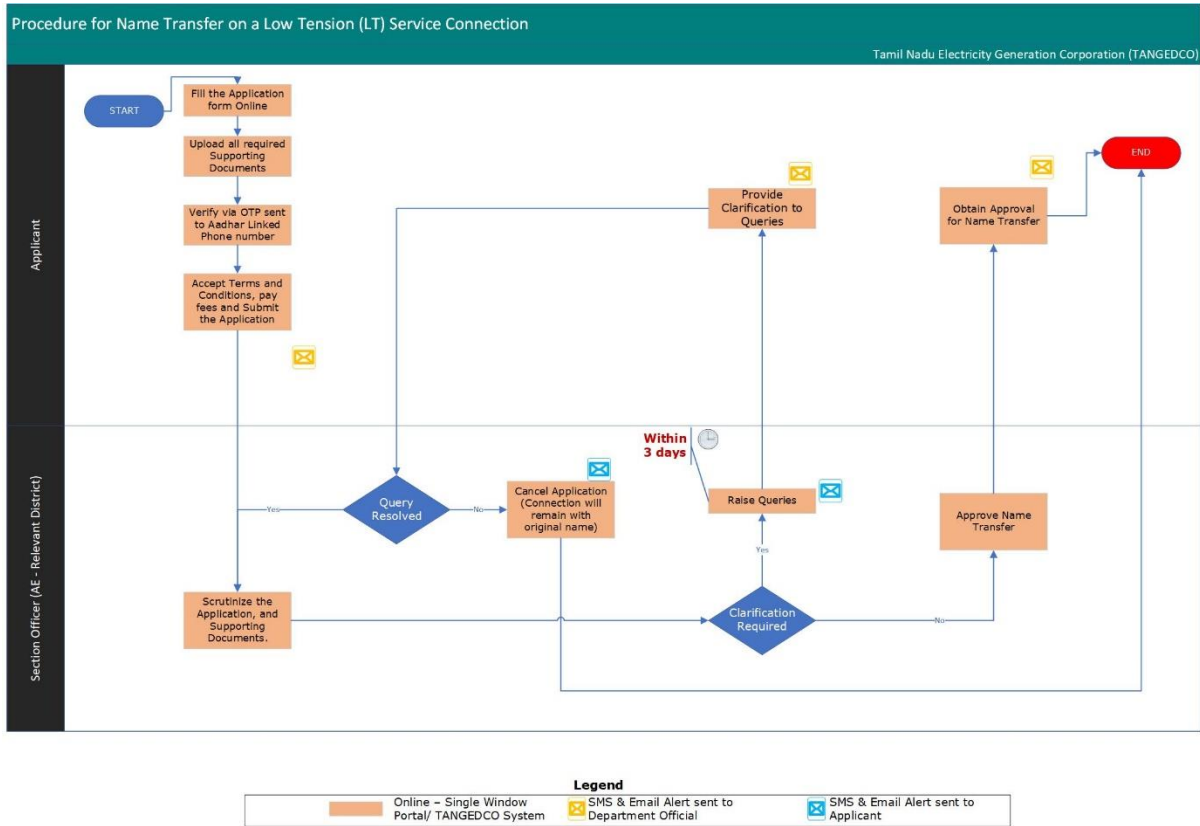 Procedure for Name Transfer on a Low Tension (LT) Service Connection
Tamil Nadu Electricity Generation Corporation (TANGEDCO)
Applicant
START
Fill the Application
form Online
Upload all required
Supporting
Documents
Verify via OTP sent
to Aadhar Linked
Phone number
Accept Terms and
Conditions, pay
fees and Submit
the Application
Provide
Clarification to
Queries
Obtain Approval
for Name Transfer
END
Section Officer (AE - Relevant District)
Query
Resolved
Yes
No
Cancel Application
(Connection will
remain with
original name)
Within
3 days
Raise Queries
Yes
Approve Name
Transfer
Scrutinize the
Application, and
Supporting
Documents.
Clarification
Required
No
Legend
Online – Single Window
Portal/ TANGEDCO System
SMS & Email Alert sent to
Department Official
SMS & Email Alert sent to
Applicant